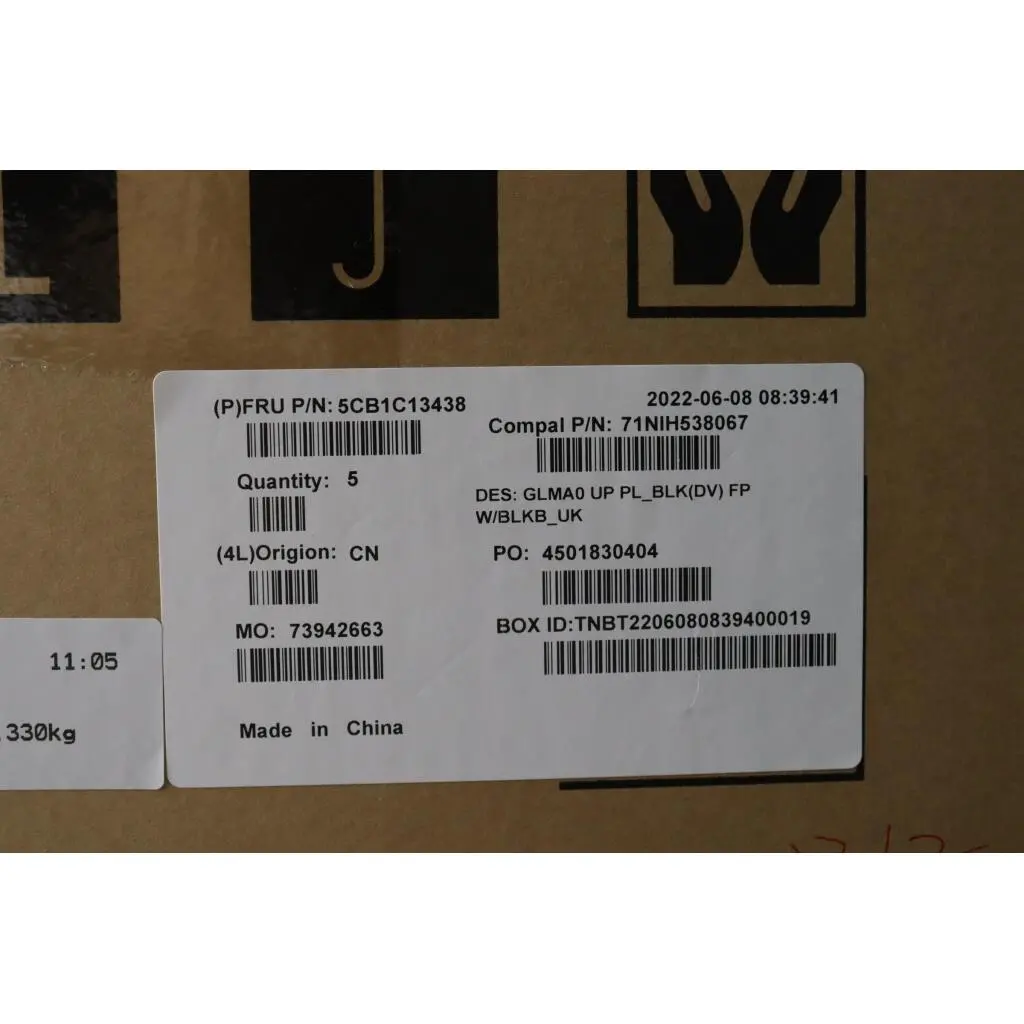 (P)FRU P/N: 5CB1C13438
2022-06-08 08:39:41
Compal P/N: 71NIH538067
Quantity: 5
DES: GLMA0 UP PL_BLK(DV) FP
W/BLKB_UK
(4L)Origion: CN
PO: 4501830404
MO: 73942663
BOX ID:TNBT2206080839400019
Made in China
11:05
.330kg